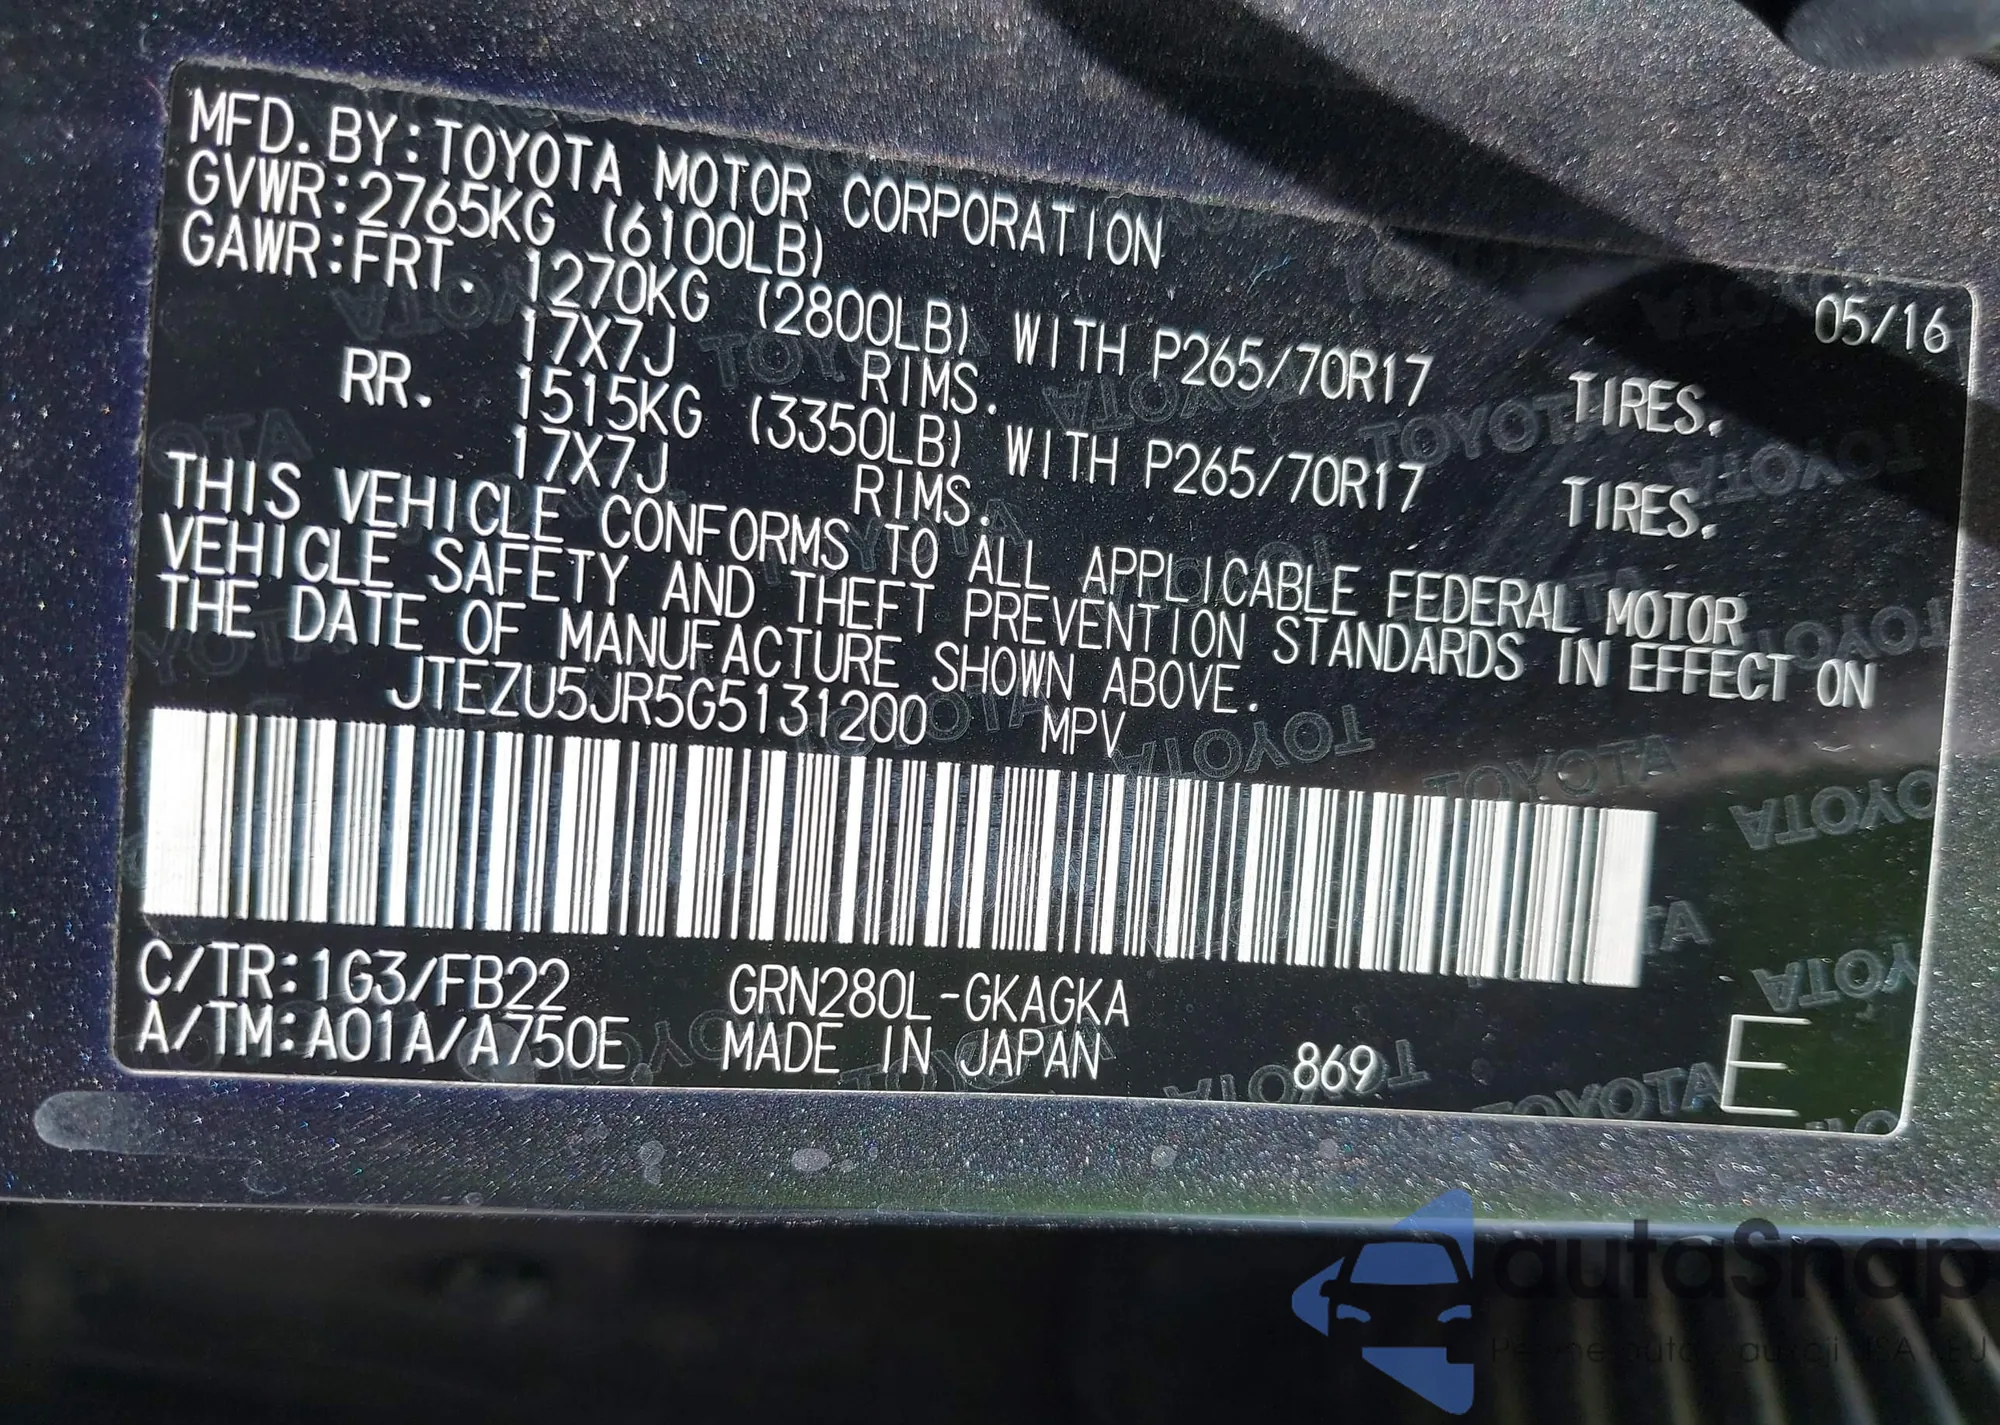 MFD. BY: TOYOTA MOTOR CORPORATION 05/16
GVWR: 2765KG (6100LB)
GAWR: FRT. 1270KG (2800LB) WITH P265/70R17 TIRES.
17X7J RIMS.
RR. 1515KG (3350LB) WITH P265/70R17 TIRES.
17X7J RIMS.
THIS VEHICLE CONFORMS TO ALL APPLICABLE FEDERAL MOTOR
VEHICLE SAFETY AND THEFT PREVENTION STANDARDS IN EFFECT ON
THE DATE OF MANUFACTURE SHOWN ABOVE.
JTEZU5JR5G5131200 MPV
C/TR: 1G3/FB22 GRN280L-GKAGKA
A/TM: A01A/A750E MADE IN JAPAN 869 E
autaSnap